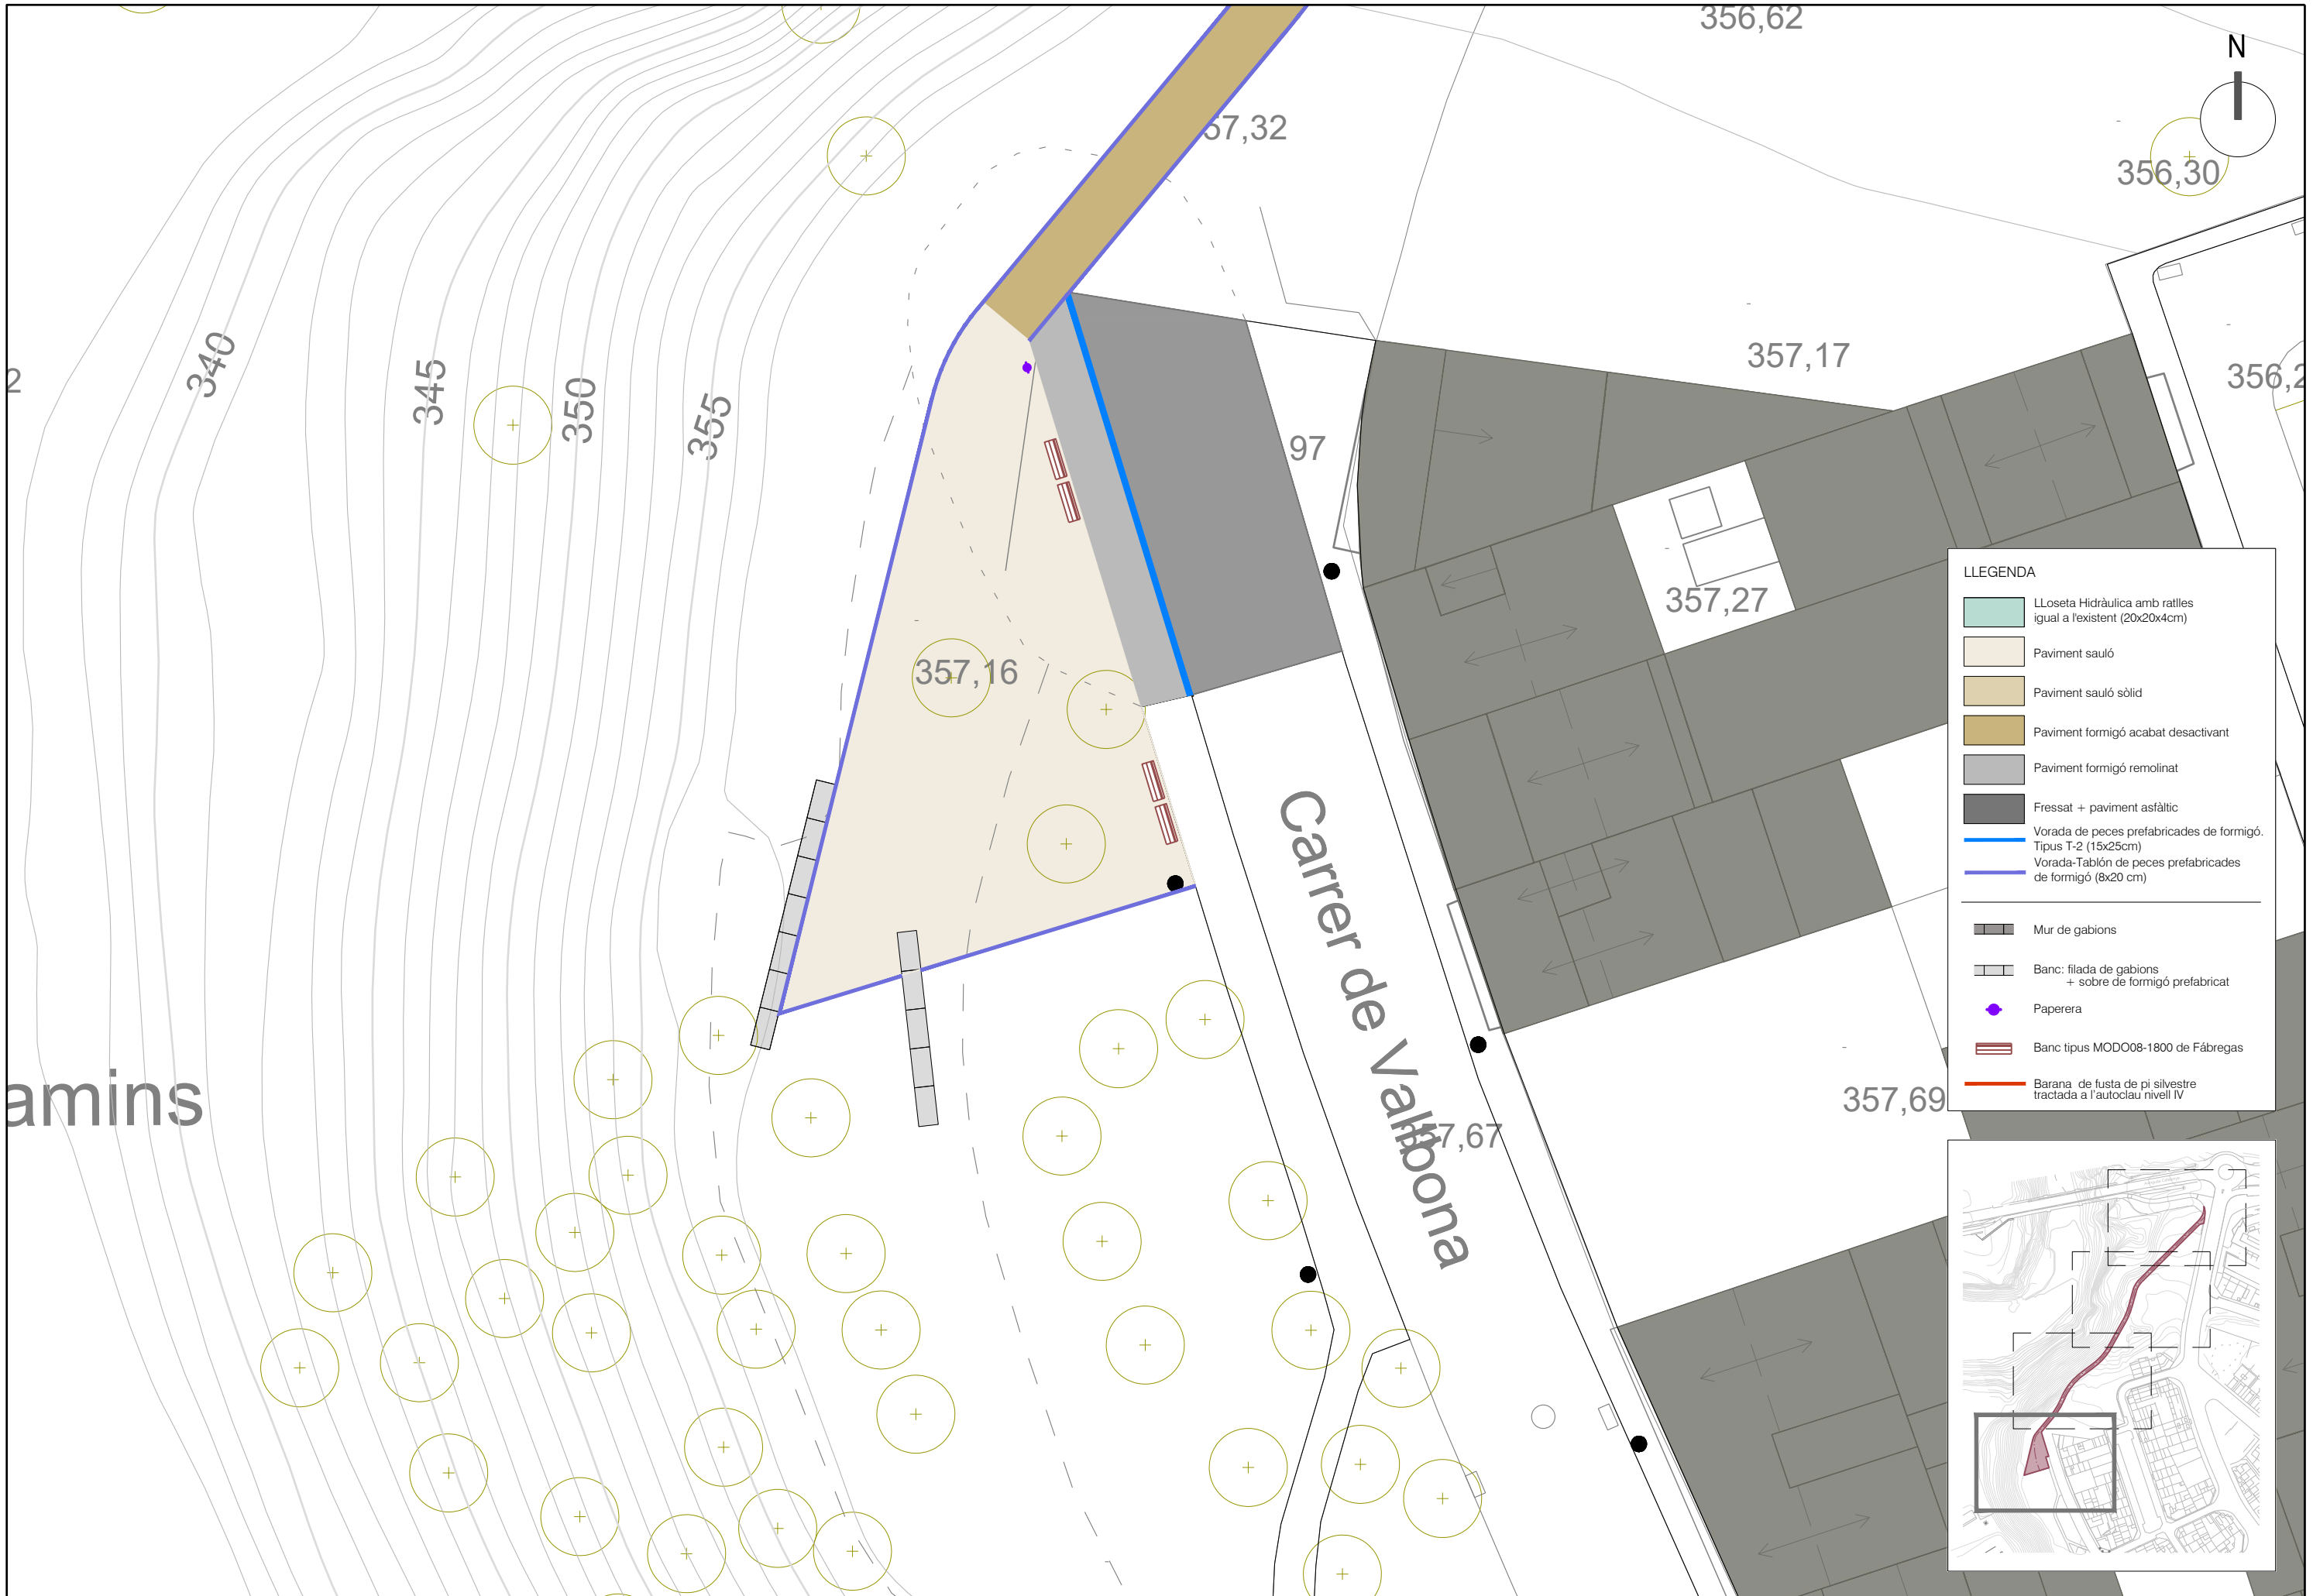 356,62
N
57,32
356,30
340
345
350
355
2
357,17
356,2
97
357,27
357,16
Carrer de Vallbona
357,69
67
amins
LLEGENDA
LLoseta Hidràulica amb ratlles
igual a l'existent (20x20x4cm)
Paviment sauló
Paviment sauló sòlid
Paviment formigó acabat desactivant
Paviment formigó remolinat
Fressat + paviment asfàltic
Vorada de peces prefabricades de formigó.
Tipus T-2 (15x25cm)
Vorada-Tablón de peces prefabricades
de formigó (8x20 cm)
Mur de gabions
Banc: filada de gabions
+ sobre de formigó prefabricat
Paperera
Banc tipus MODO08-1800 de Fábregas
Barana de fusta de pi silvestre
tractada a l'autoclau nivell IV